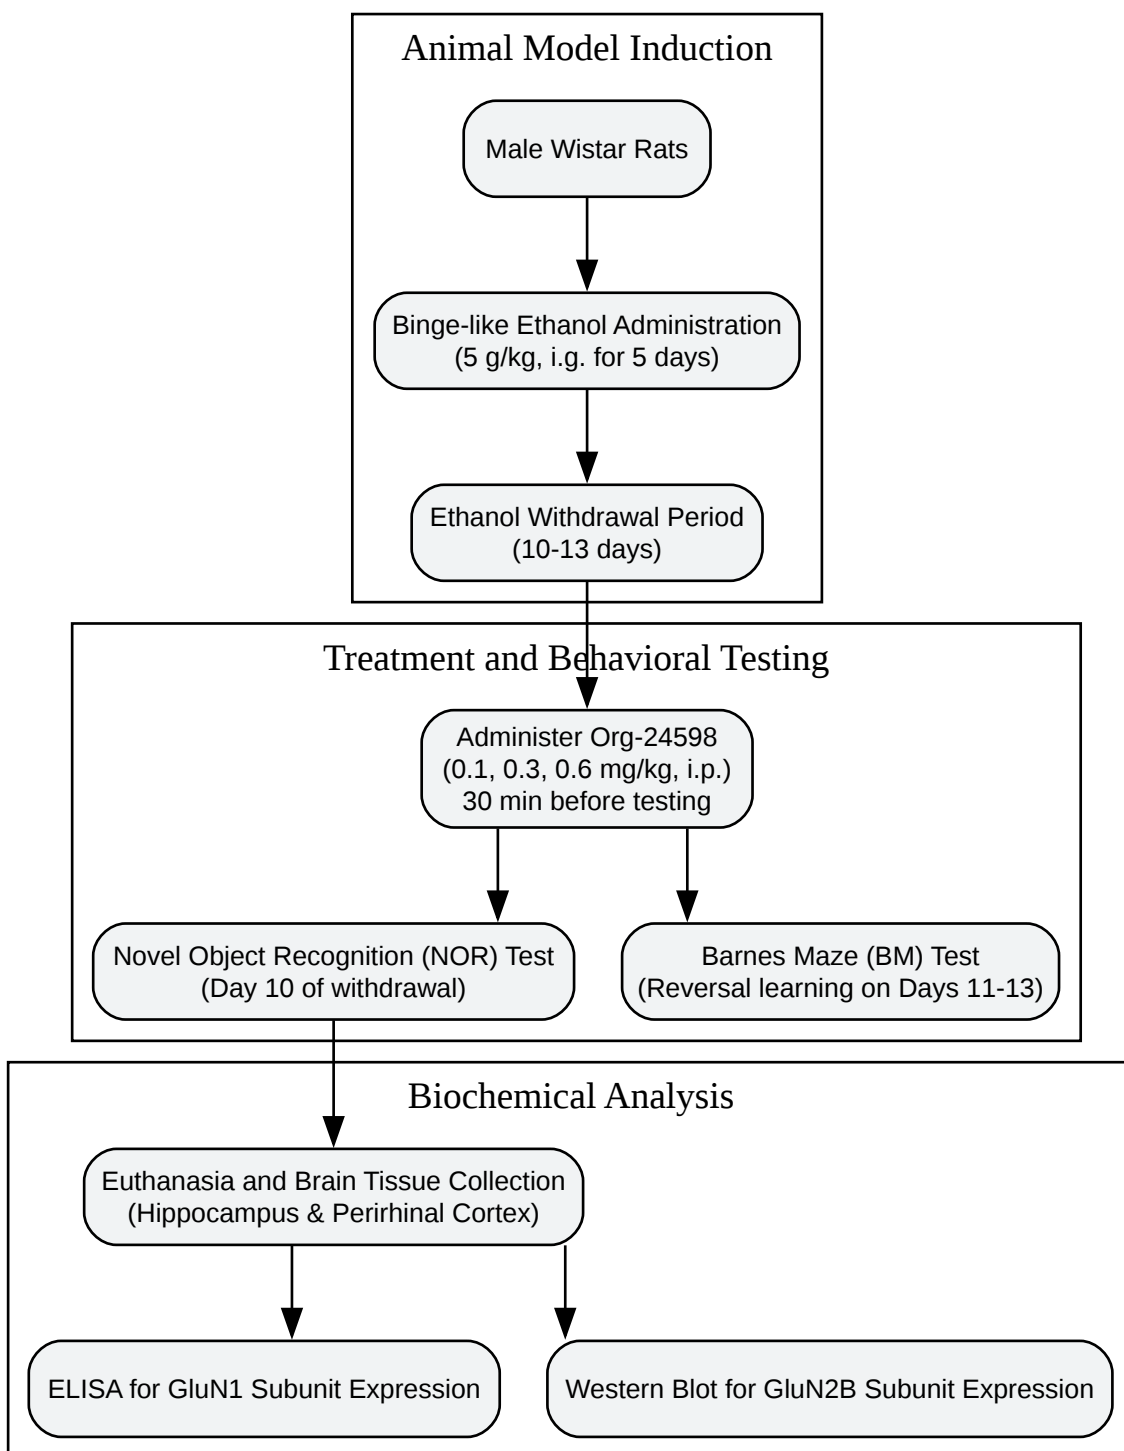 Animal Model Induction
Male Wistar Rats
Binge-like Ethanol Administration
(5 g/kg, i.g. for 5 days)
Ethanol Withdrawal Period
(10-13 days)
Treatment and Behavioral Testing
Administer Org-24598
(0.1, 0.3, 0.6 mg/kg, i.p.)
30 min before testing
Novel Object Recognition (NOR) Test
(Day 10 of withdrawal)
Barnes Maze (BM) Test
(Reversal learning on Days 11-13)
Biochemical Analysis
Euthanasia and Brain Tissue Collection
(Hippocampus & Perirhinal Cortex)
ELISA for GluN1 Subunit Expression
Western Blot for GluN2B Subunit Expression